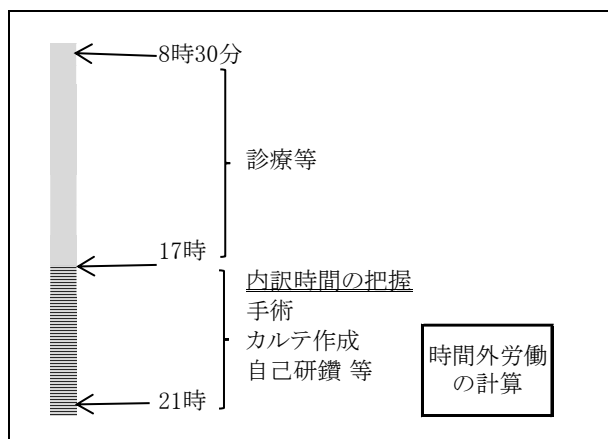 8時30分
診療等
17時
内訳時間の把握
手術
カルテ作成
自己研鑽 等
時間外労働
の計算
21時